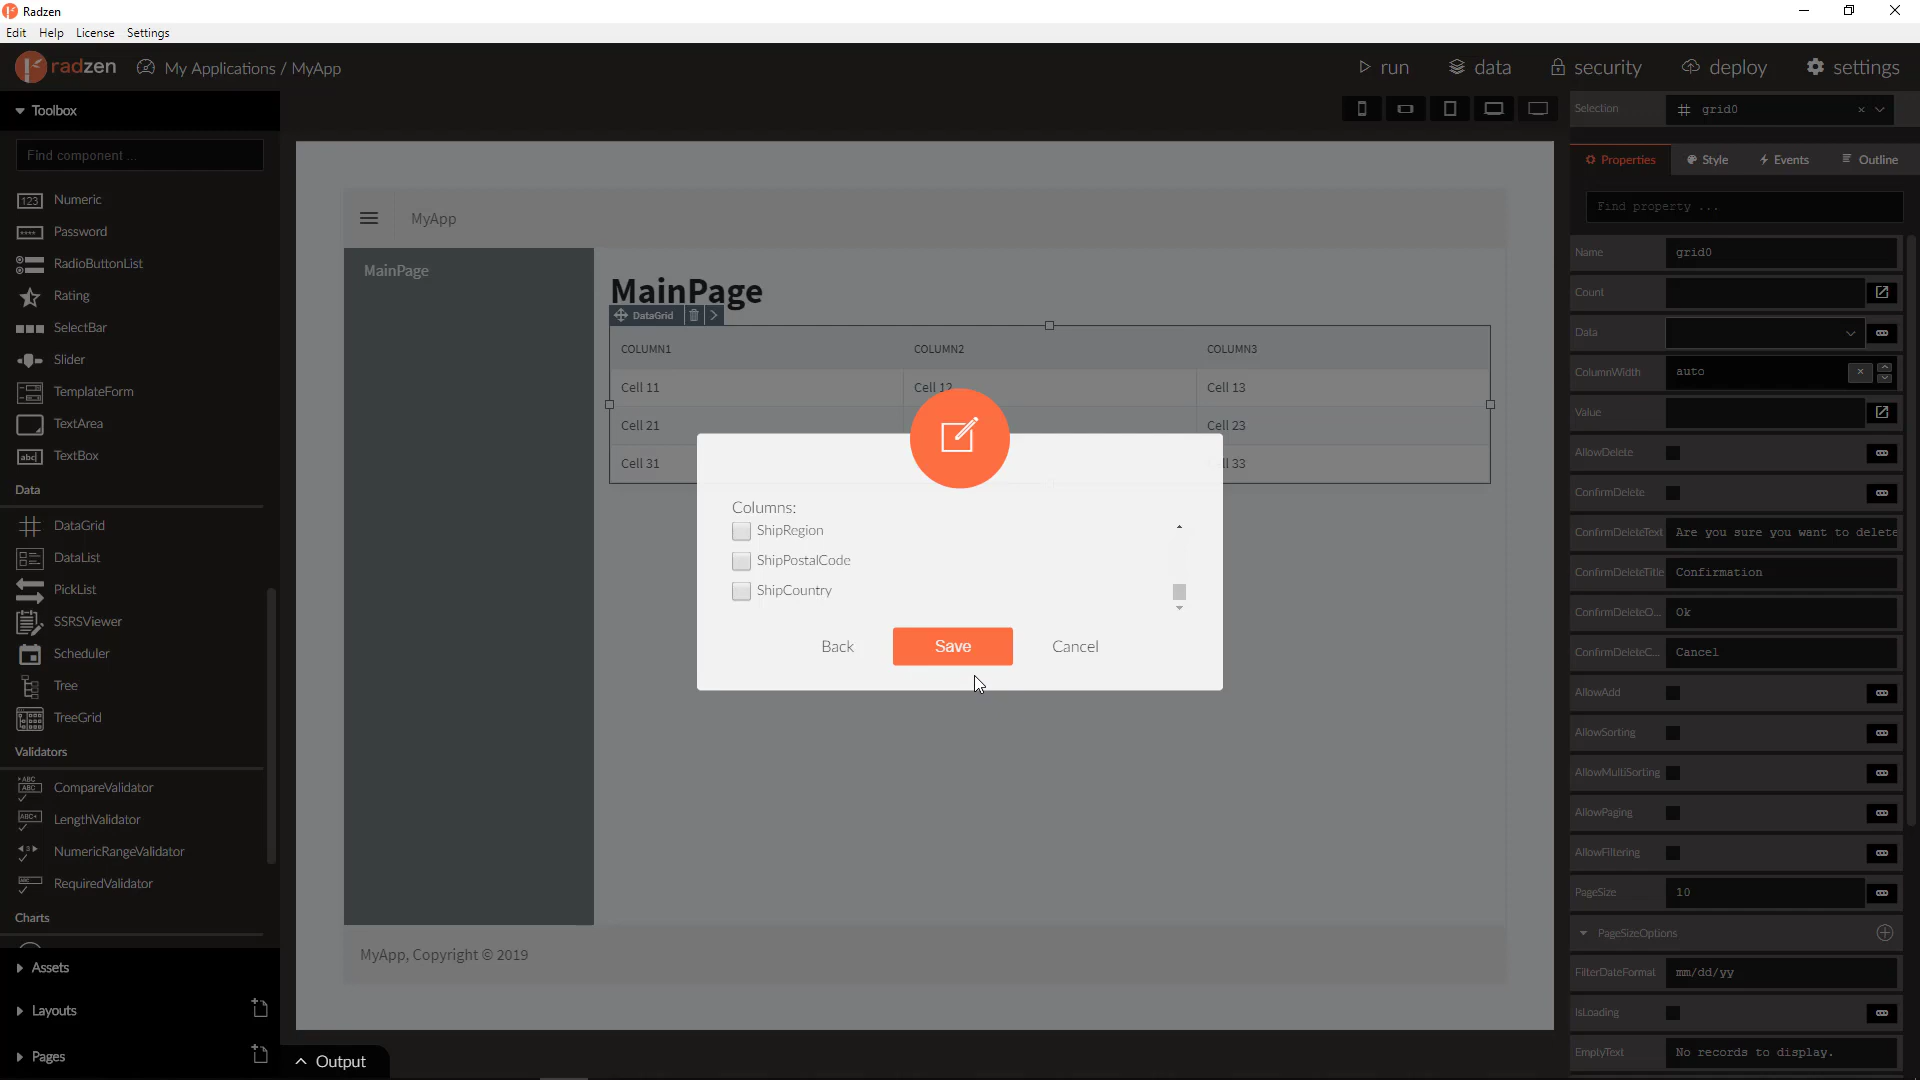 Radzen
Edit Help License Settings
radzen My Applications / MyApp
run data security deploy settings
Toolbox
Find component ...
Numeric
Password
RadioButtonList
Rating
SelectBar
Slider
TemplateForm
TextArea
TextBox
Data
DataGrid
DataList
PickList
SSRSViewer
Scheduler
Tree
TreeGrid
Validators
CompareValidator
LengthValidator
NumericRangeValidator
RequiredValidator
Charts
Assets
Layouts
Pages
MyApp
MainPage
MainPage
DataGrid
COLUMN1 COLUMN2 COLUMN3
Cell 11 Cell 12 Cell 13
Cell 21 Cell 23
Cell 31 33
Columns:
ShipRegion
ShipPostalCode
ShipCountry
Back Save Cancel
MyApp, Copyright © 2019
Output
Selection grid0
Properties Style Events Outline
Find property ...
Name grid0
Count
Data
ColumnWidth auto
Value
AllowDelete
ConfirmDelete
ConfirmDeleteText Are you sure you want to delete
ConfirmDeleteTitle Confirmation
ConfirmDeleteO... Ok
ConfirmDeleteC... Cancel
AllowAdd
AllowSorting
AllowMultiSorting
AllowPaging
AllowFiltering
PageSize 10
PageSizeOptions
FilterDateFormat mm/dd/yy
IsLoading
EmptyText No records to display.